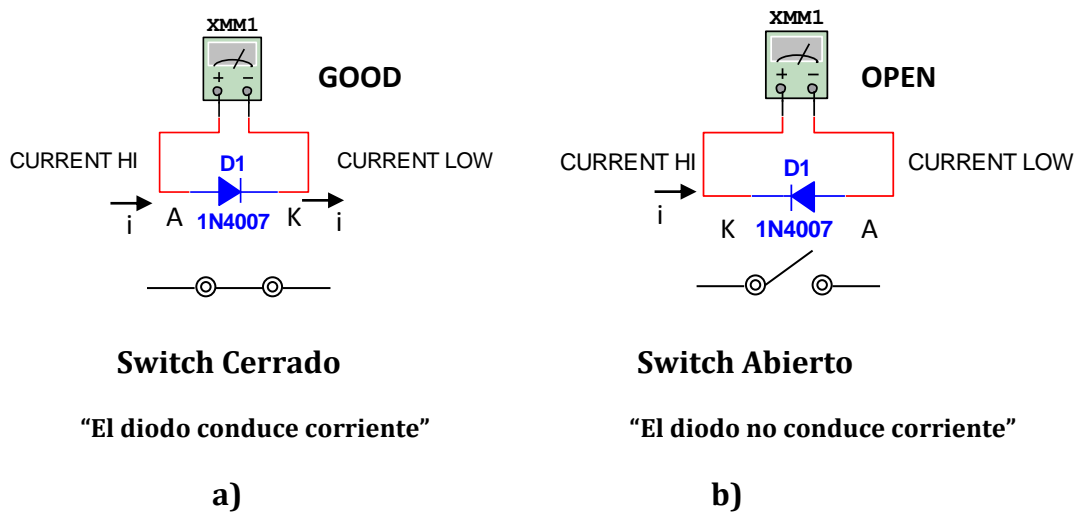 XMM1
GOOD
+ −
CURRENT HI
CURRENT LOW
D1
i
A
1N4007
K
i
Switch Cerrado
“El diodo conduce corriente”
a)
XMM1
OPEN
+ −
CURRENT HI
CURRENT LOW
D1
i
K
1N4007
A
Switch Abierto
“El diodo no conduce corriente”
b)